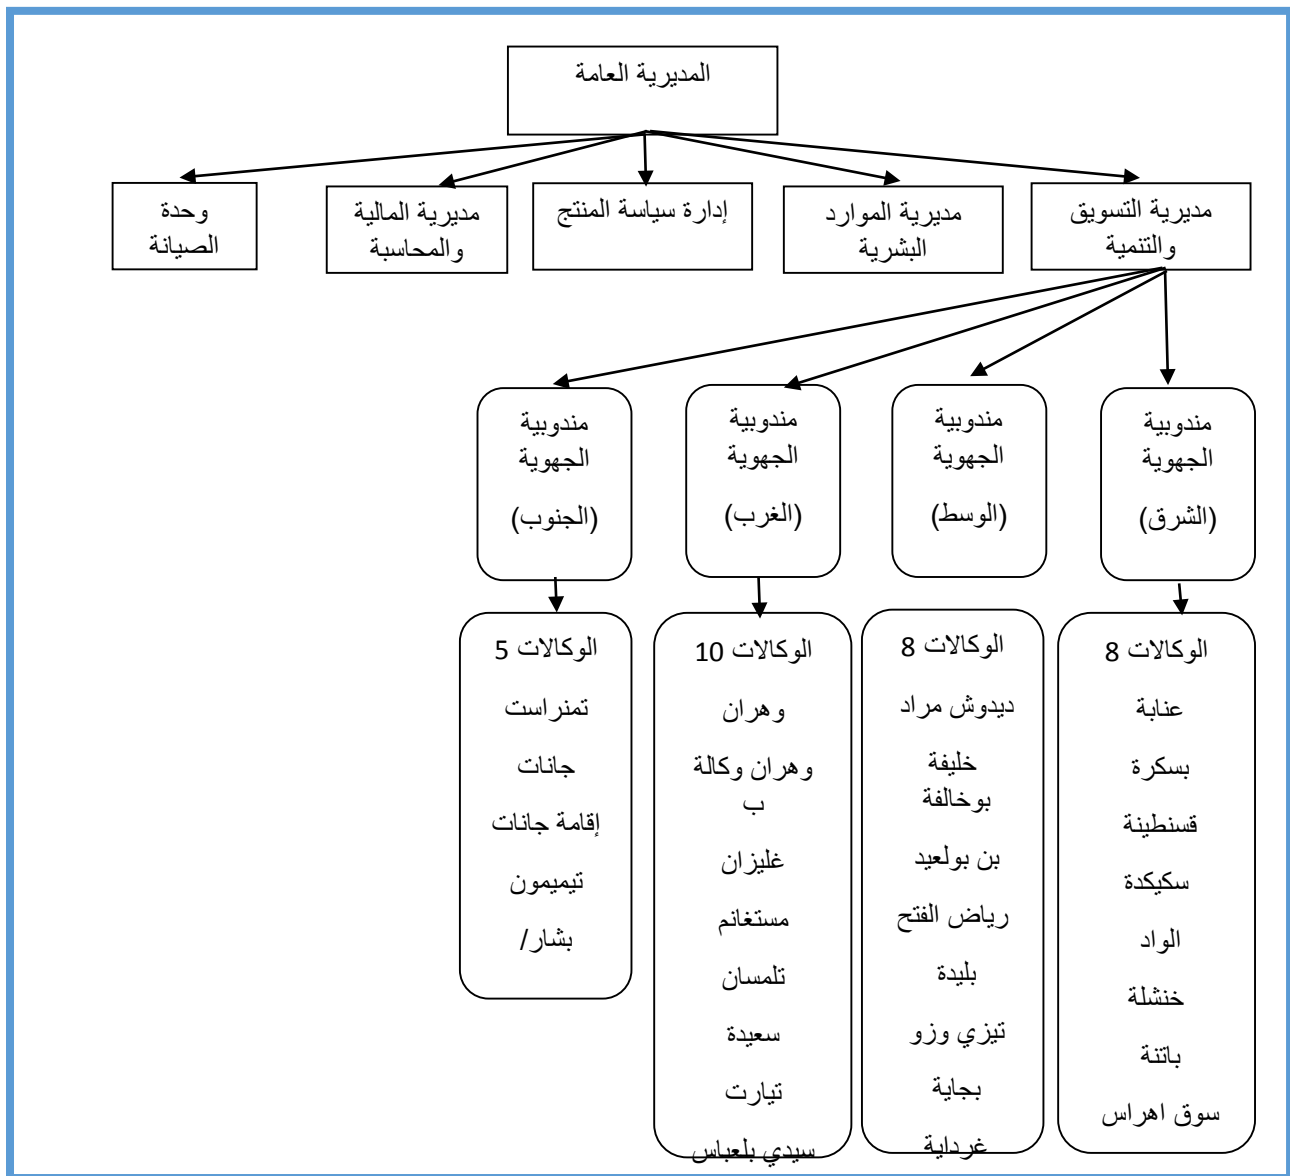 المديرية العامة
مديرية التسويق
والتنمية
مديرية الموارد
البشرية
إدارة سياسة المنتج
مديرية المالية
والمحاسبة
وحدة
الصيانة
مندوبية
الجهوية
(الشرق)
مندوبية
الجهوية
(الوسط)
مندوبية
الجهوية
(الغرب)
مندوبية
الجهوية
(الجنوب)
الوكالات 8
عنابة
بسكرة
قسنطينة
سكيكدة
الواد
خنشلة
باتنة
سوق اهراس
الوكالات 8
ديدوش مراد
خليفة
بوخالفة
بن بولعيد
رياض الفتح
بليدة
تيزي وزو
بجاية
غرداية
الوكالات 10
وهران
وهران وكالة
ب
غليزان
مستغانم
تلمسان
سعيدة
تيارت
سيدي بلعباس
الوكالات 5
تمنراست
جانات
إقامة جانات
تيميمون
بشار/